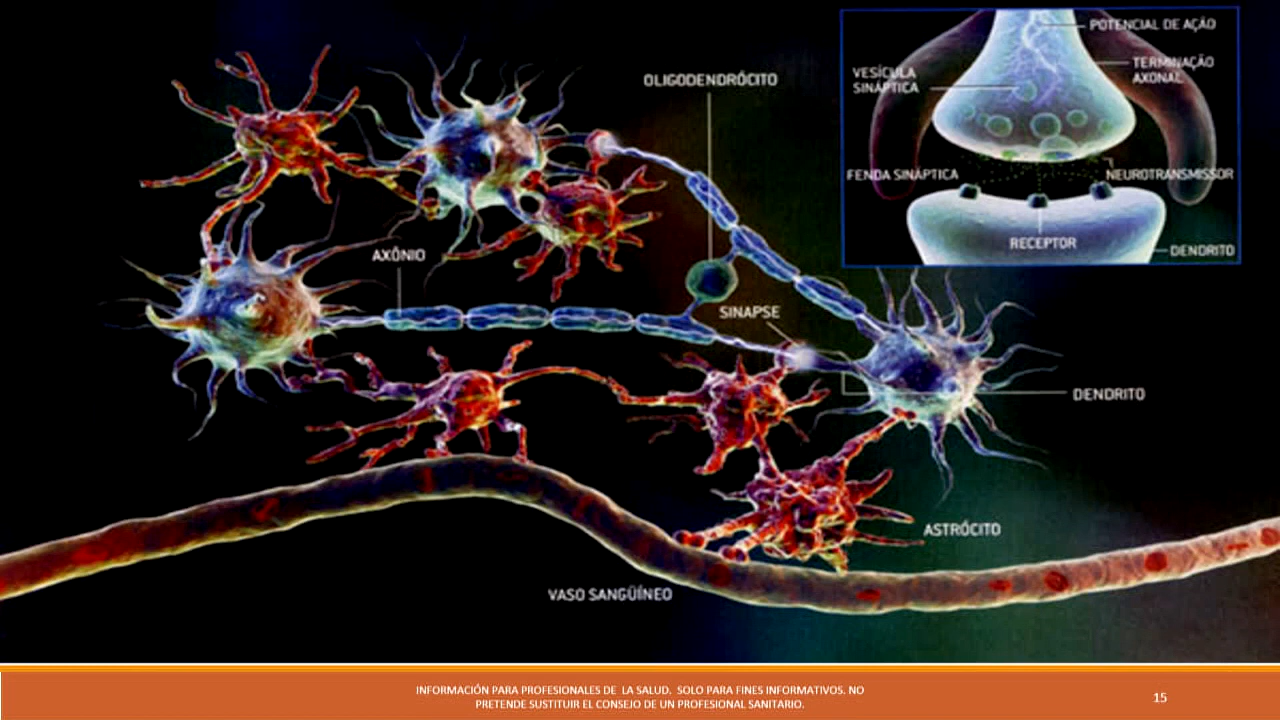 OLIGODENDRÓCITO
AXÔNIO
SINAPSE
DENDRITO
ASTRÓCITO
VASO SANGÜÍNEO
POTENCIAL DE AÇÃO
VESÍCULA
SINÁPTICA
TERMINAÇÃO
AXONAL
FENDA SINÁPTICA
NEUROTRANSMISSOR
RECEPTOR
DENDRITO
INFORMACIÓN PARA PROFESIONALES DE LA SALUD. SOLO PARA FINES INFORMATIVOS. NO
PRETENDE SUSTITUIR EL CONSEJO DE UN PROFESIONAL SANITARIO.
15